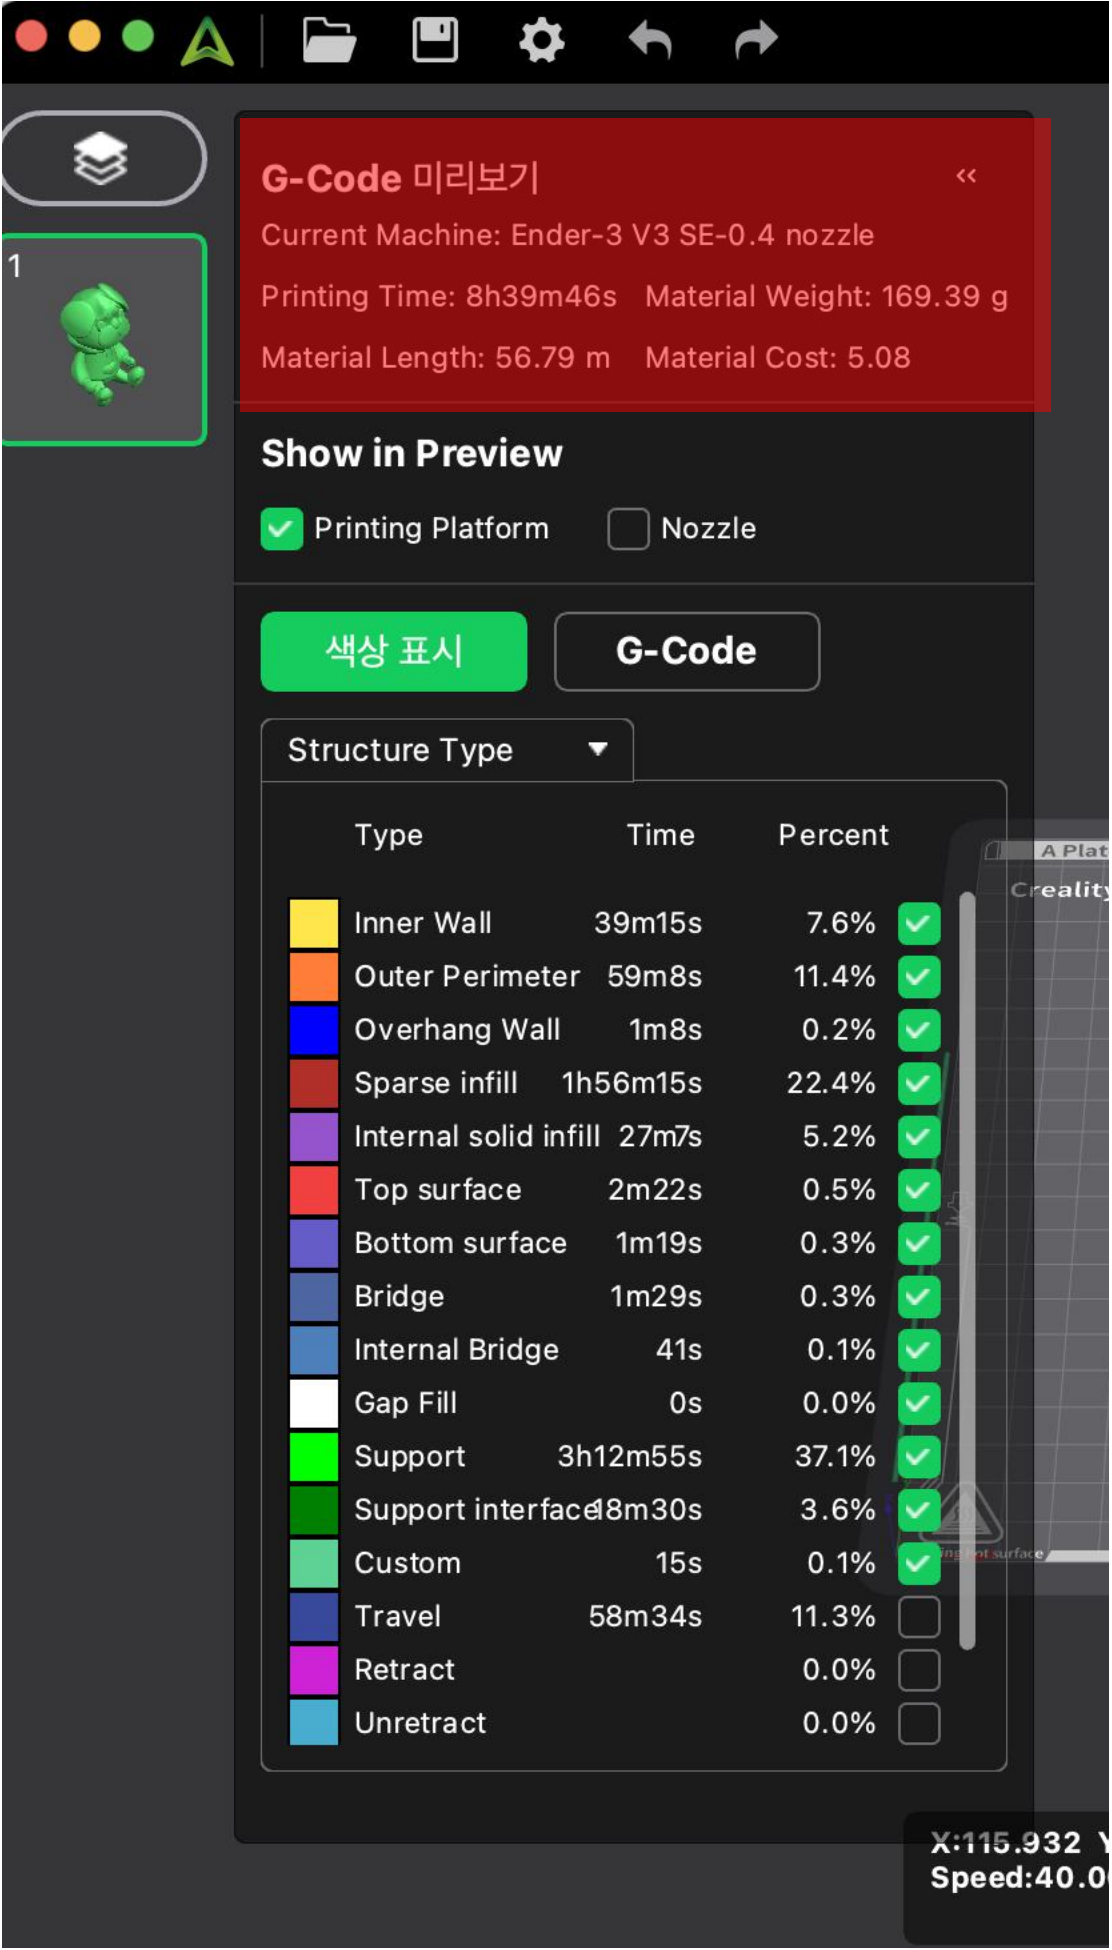 1
G-Code 미리보기 «
Current Machine: Ender-3 V3 SE-0.4 nozzle
Printing Time: 8h39m46s Material Weight: 169.39 g
Material Length: 56.79 m Material Cost: 5.08
Show in Preview
Printing Platform Nozzle
색상 표시 G-Code
Structure Type
Type Time Percent
Inner Wall 39m15s 7.6%
Outer Perimeter 59m8s 11.4%
Overhang Wall 1m8s 0.2%
Sparse infill 1h56m15s 22.4%
Internal solid infill 27m7s 5.2%
Top surface 2m22s 0.5%
Bottom surface 1m19s 0.3%
Bridge 1m29s 0.3%
Internal Bridge 41s 0.1%
Gap Fill 0s 0.0%
Support 3h12m55s 37.1%
Support interface 18m30s 3.6%
Custom 15s 0.1%
Travel 58m34s 11.3%
Retract 0.0%
Unretract 0.0%
A Plat
Creality
surface
X:115.932 Y
Speed:40.0